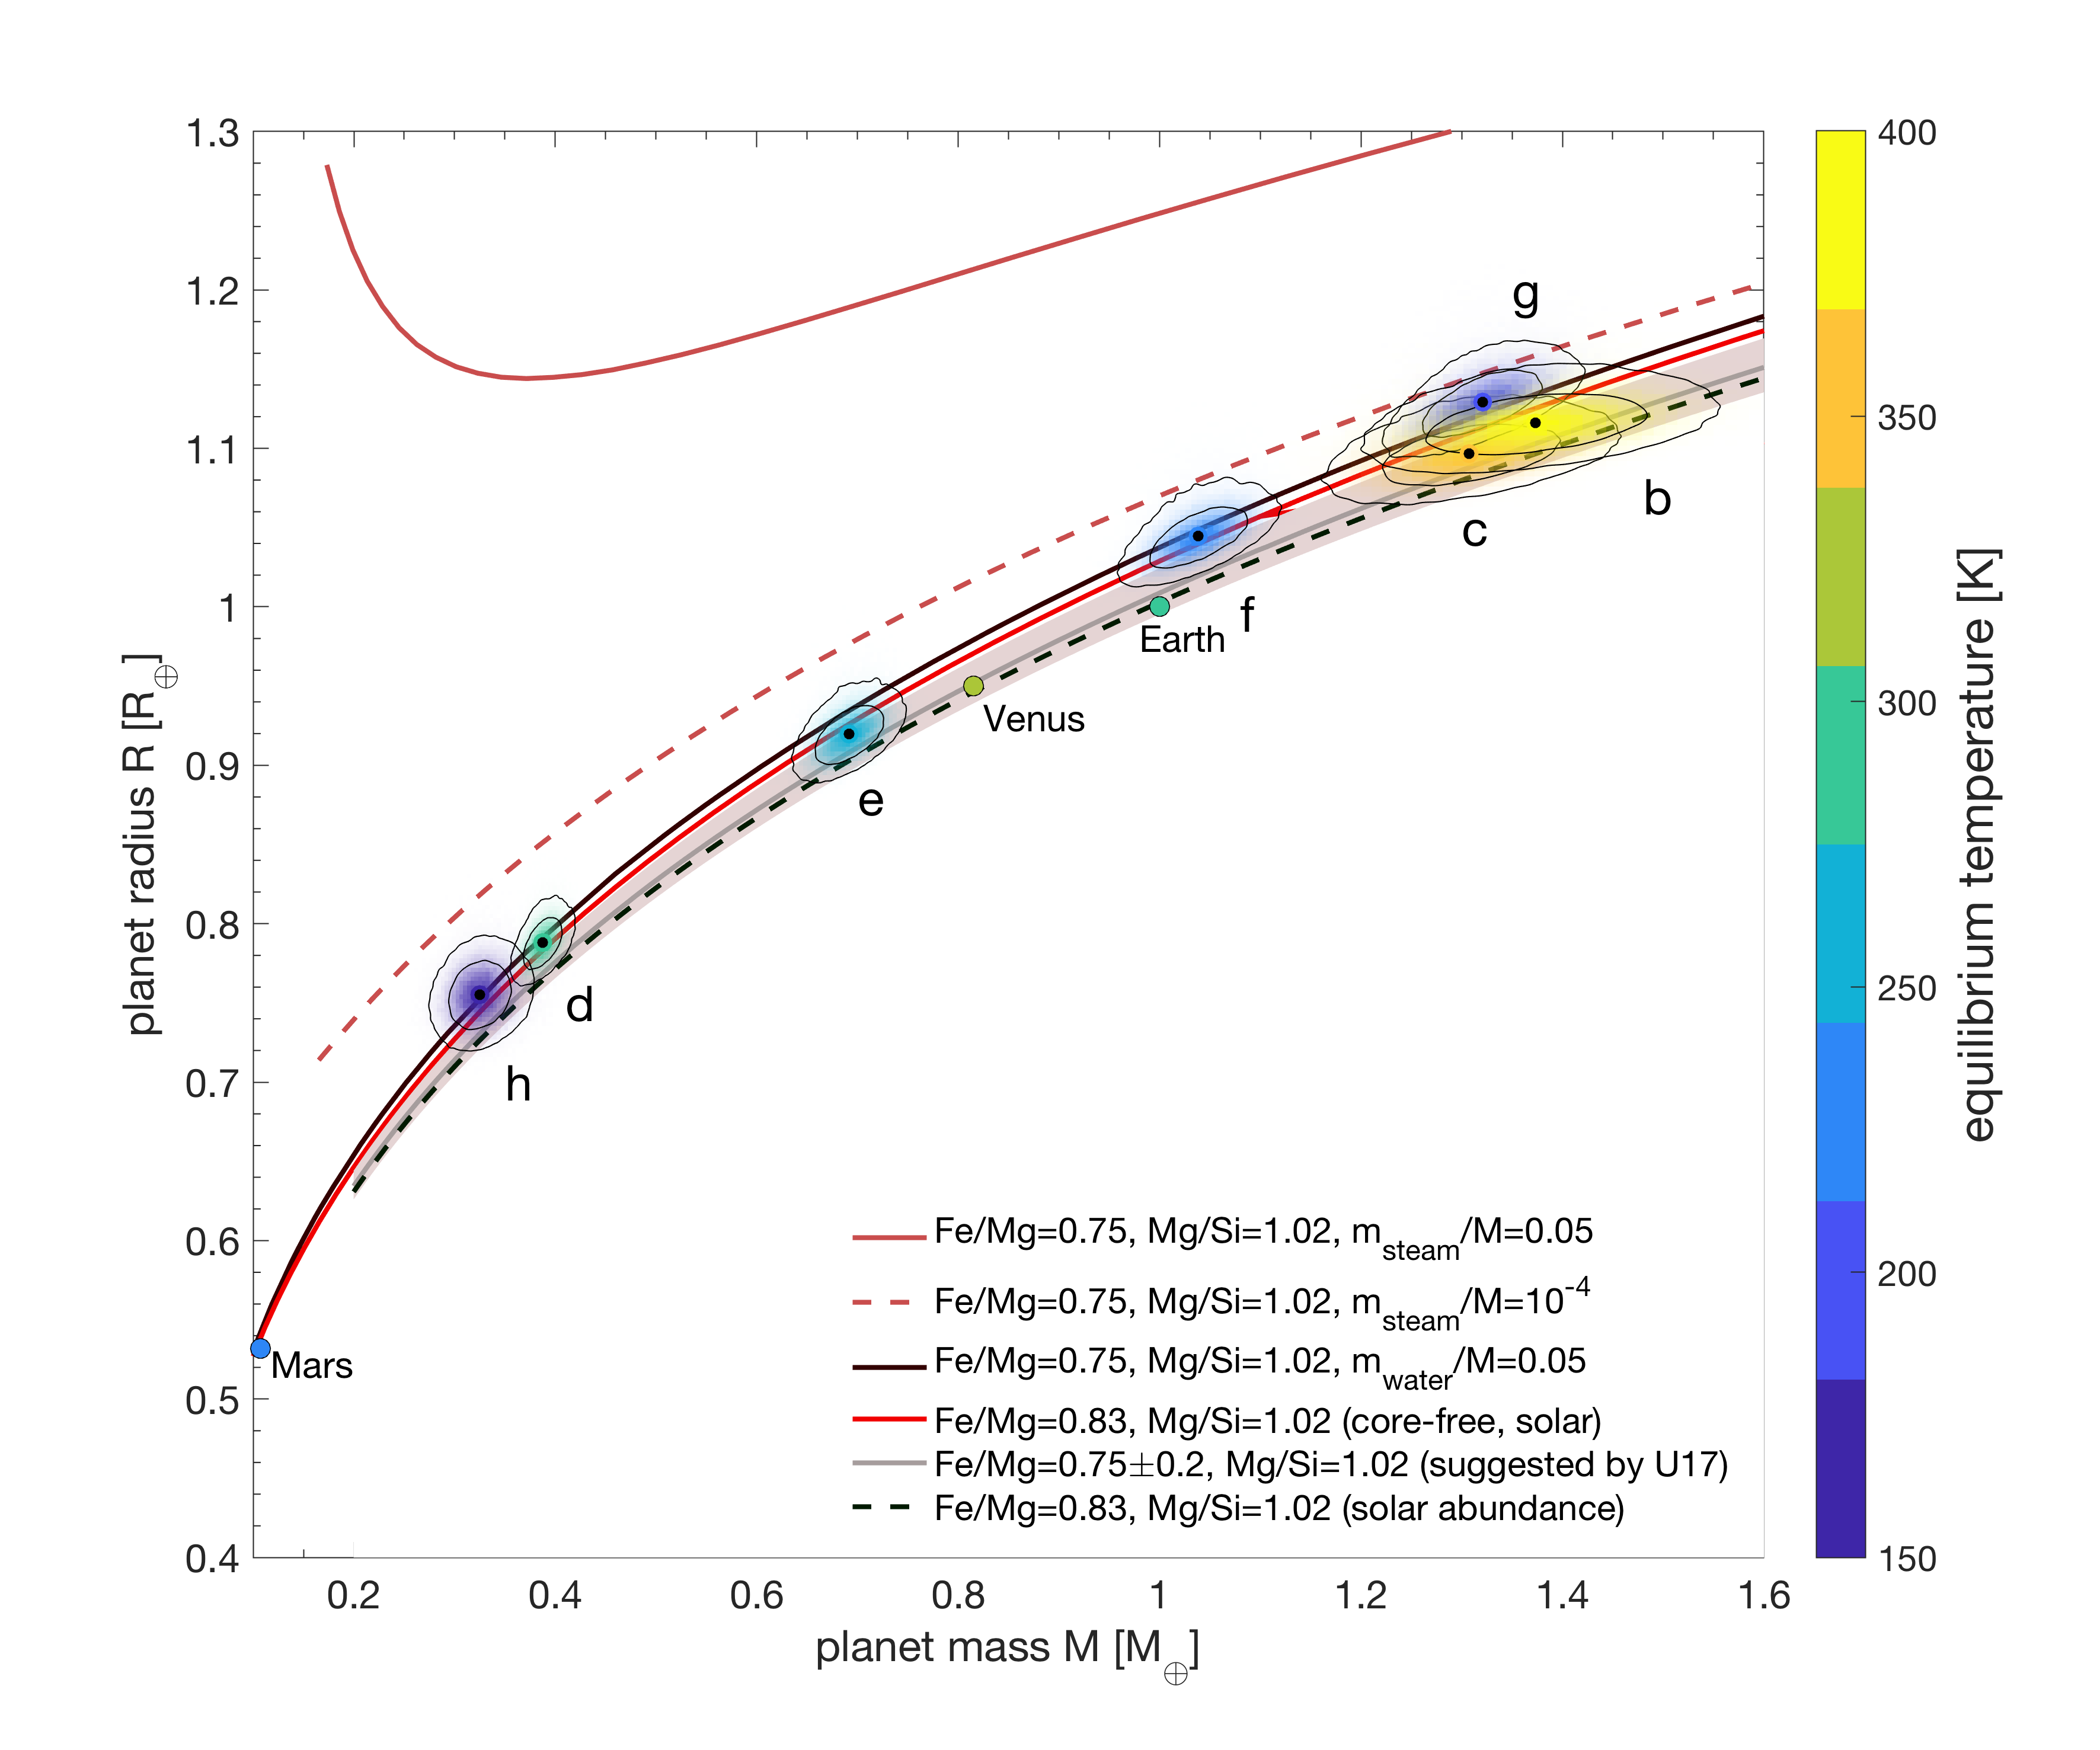 planet radius R [R⊕]
1.3
1.2
1.1
1
0.9
0.8
0.7
0.6
0.5
0.4
g
b
c
f
Earth
Venus
e
d
h
Mars
Fe/Mg=0.75, Mg/Si=1.02, m_steam/M=0.05
Fe/Mg=0.75, Mg/Si=1.02, m_steam/M=10^-4
Fe/Mg=0.75, Mg/Si=1.02, m_water/M=0.05
Fe/Mg=0.83, Mg/Si=1.02 (core-free, solar)
Fe/Mg=0.75±0.2, Mg/Si=1.02 (suggested by U17)
Fe/Mg=0.83, Mg/Si=1.02 (solar abundance)
0.2 0.4 0.6 0.8 1 1.2 1.4 1.6
planet mass M [M⊕]
400
350
300
250
200
150
equilibrium temperature [K]